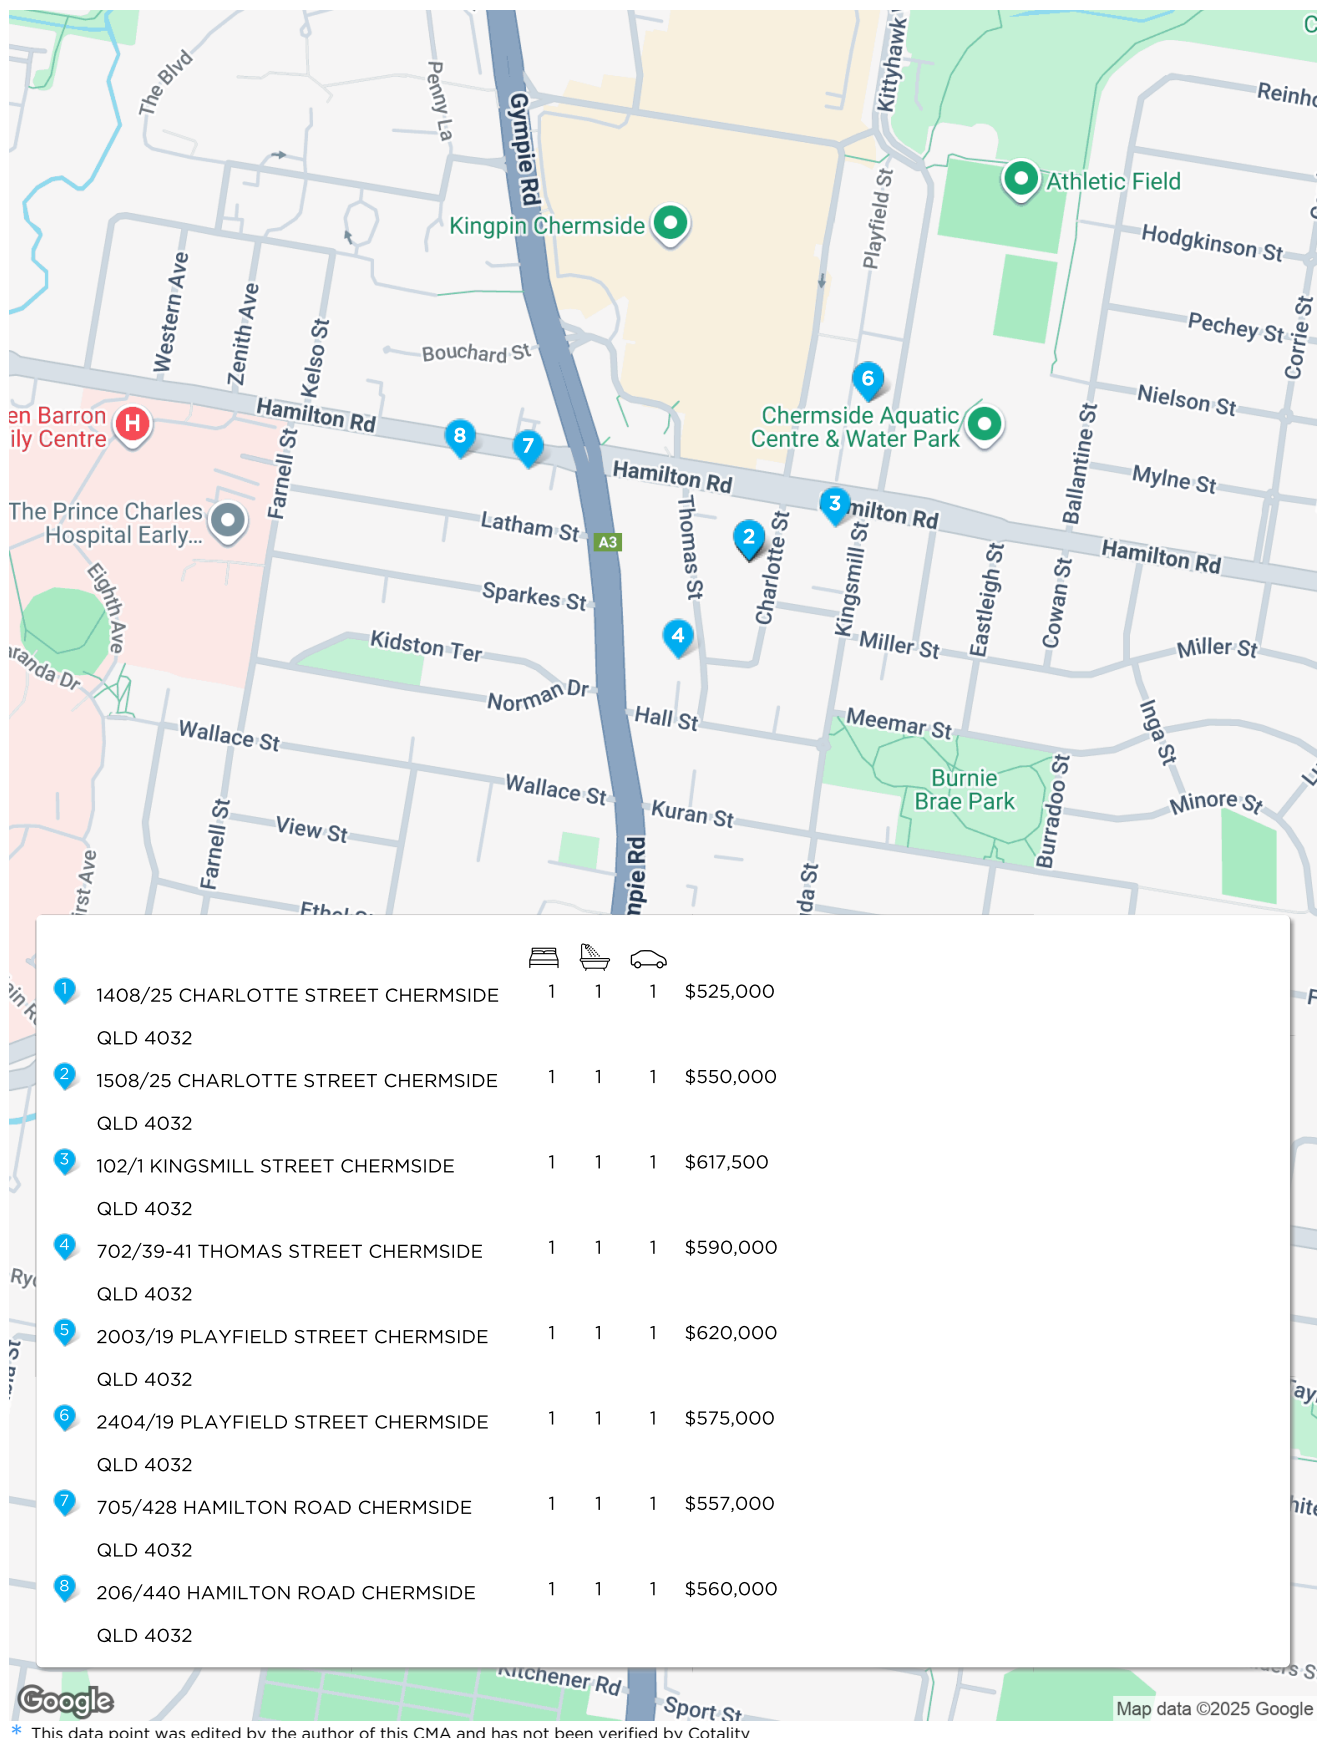 The Blvd
Penny La
Gympie Rd
Kittyhawk
Reinho
Athletic Field
Kingpin Chermside
Playfield St
Hodgkinson St
Western Ave
Zenith Ave
Kelso St
Bouchard St
Pechey St
Corrie St
6
Nielson St
Hamilton Rd
en Barron
ily Centre
H
Chermside Aquatic
Centre & Water Park
8
7
Farnell St
Hamilton Rd
Ballantine St
Mylne St
The Prince Charles
Hospital Early...
3
milton Rd
Latham St
A3
Thomas St
2
Charlotte St
Kingsmill St
Hamilton Rd
Eighth Ave
Sparkes St
Eastleigh St
Cowan St
4
Kidston Ter
Miller St
Miller St
aranda Dr
Norman Dr
Hall St
Meemar St
Inga St
Wallace St
Burnie
Brae Park
Wallace St
Kuran St
Burradoo St
Minore St
View St
Farnell St
irst Ave
mpie Rd
da St
1 1408/25 CHARLOTTE STREET CHERMSIDE 1 1 1 $525,000
QLD 4032
2 1508/25 CHARLOTTE STREET CHERMSIDE 1 1 1 $550,000
QLD 4032
3 102/1 KINGSMILL STREET CHERMSIDE 1 1 1 $617,500
QLD 4032
4 702/39-41 THOMAS STREET CHERMSIDE 1 1 1 $590,000
QLD 4032
5 2003/19 PLAYFIELD STREET CHERMSIDE 1 1 1 $620,000
QLD 4032
6 2404/19 PLAYFIELD STREET CHERMSIDE 1 1 1 $575,000
QLD 4032
7 705/428 HAMILTON ROAD CHERMSIDE 1 1 1 $557,000
QLD 4032
8 206/440 HAMILTON ROAD CHERMSIDE 1 1 1 $560,000
QLD 4032
Kitchener Rd
Sport St
Google
Map data ©2025 Google
* This data point was edited by the author of this CMA and has not been verified by Cotality